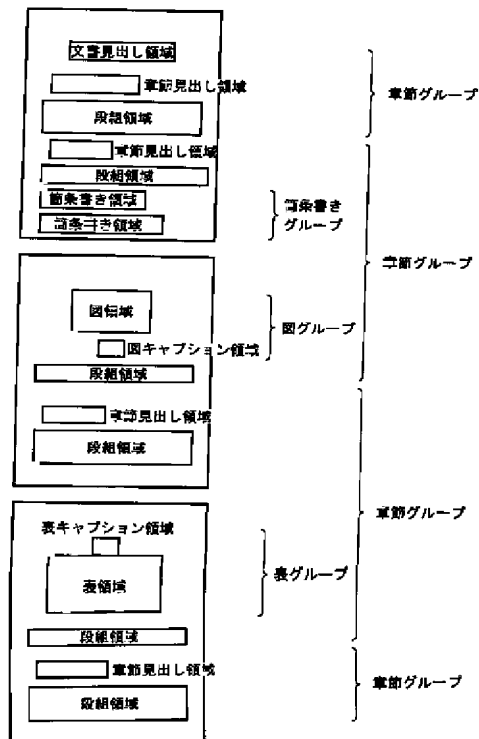 文書見出し領域
章節見出し領域
章節グループ
段組領域
章節見出し領域
段組領域
箇条書き領域
箇条書き領域
箇条書き
グループ
章節グループ
図領域
図グループ
図キャプション領域
段組領域
章節見出し領域
段組領域
章節グループ
表キャプション領域
表グループ
表領域
段組領域
章節見出し領域
章節グループ
段組領域